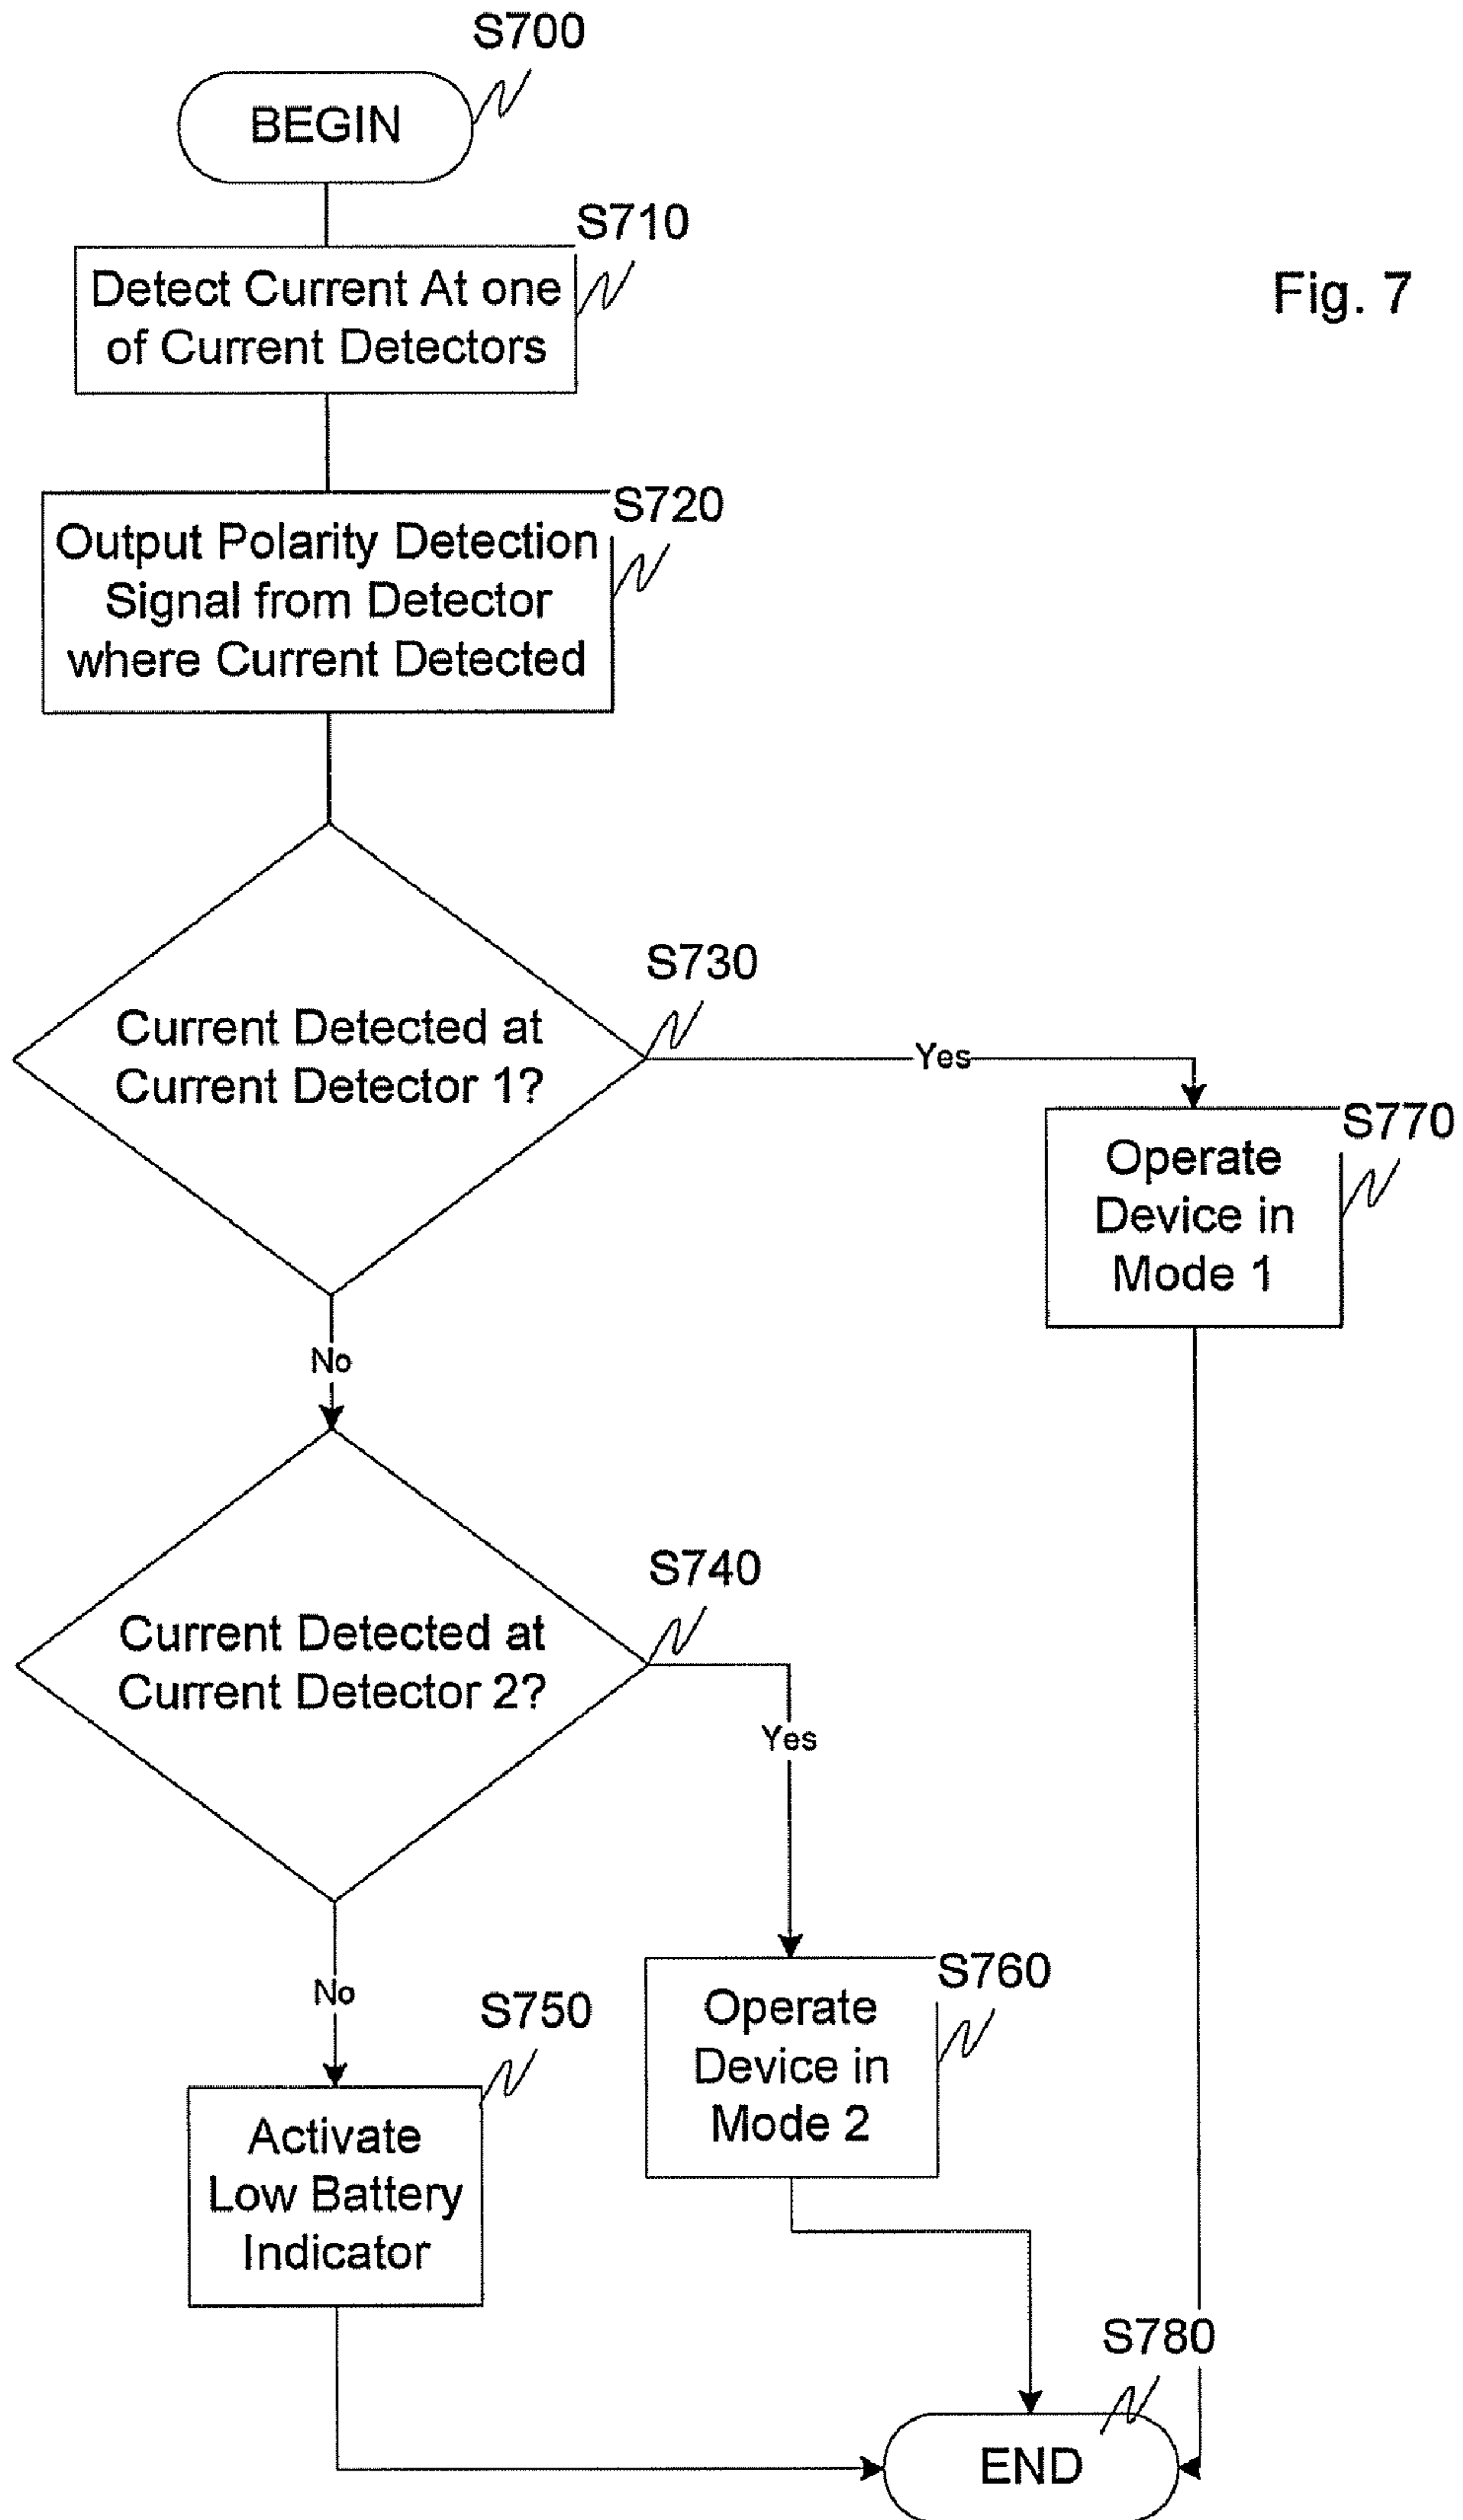 S700
BEGIN
S710
Detect Current At one
of Current Detectors
Fig. 7
S720
Output Polarity Detection
Signal from Detector
where Current Detected
S730
Current Detected at
Current Detector 1?
Yes
S770
Operate
Device in
Mode 1
No
S740
Current Detected at
Current Detector 2?
Yes
S760
Operate
Device in
Mode 2
No
S750
Activate
Low Battery
Indicator
S780
END